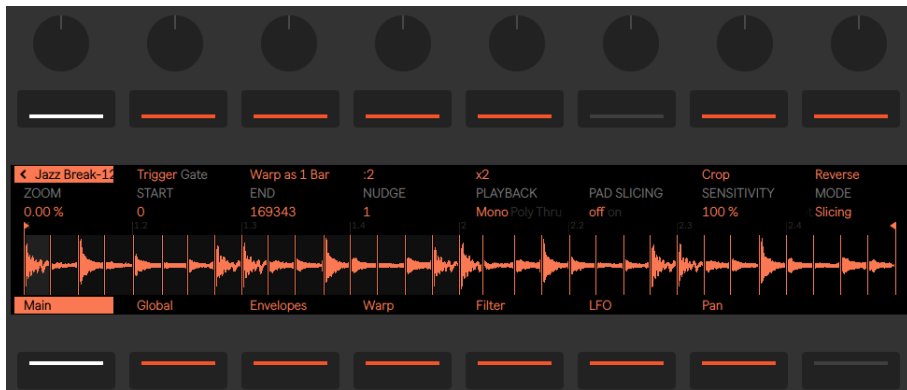 < Jazz Break-12 Trigger Gate Warp as 1 Bar :2 x2 Crop Reverse
ZOOM START END NUDGE PLAYBACK PAD SLICING SENSITIVITY MODE
0.00 % 0 169343 1 Mono Poly Thru off on 100 % t Slicing
1.2 1.3 1.4 2 2.2 2.3 2.4
Main Global Envelopes Warp Filter LFO Pan